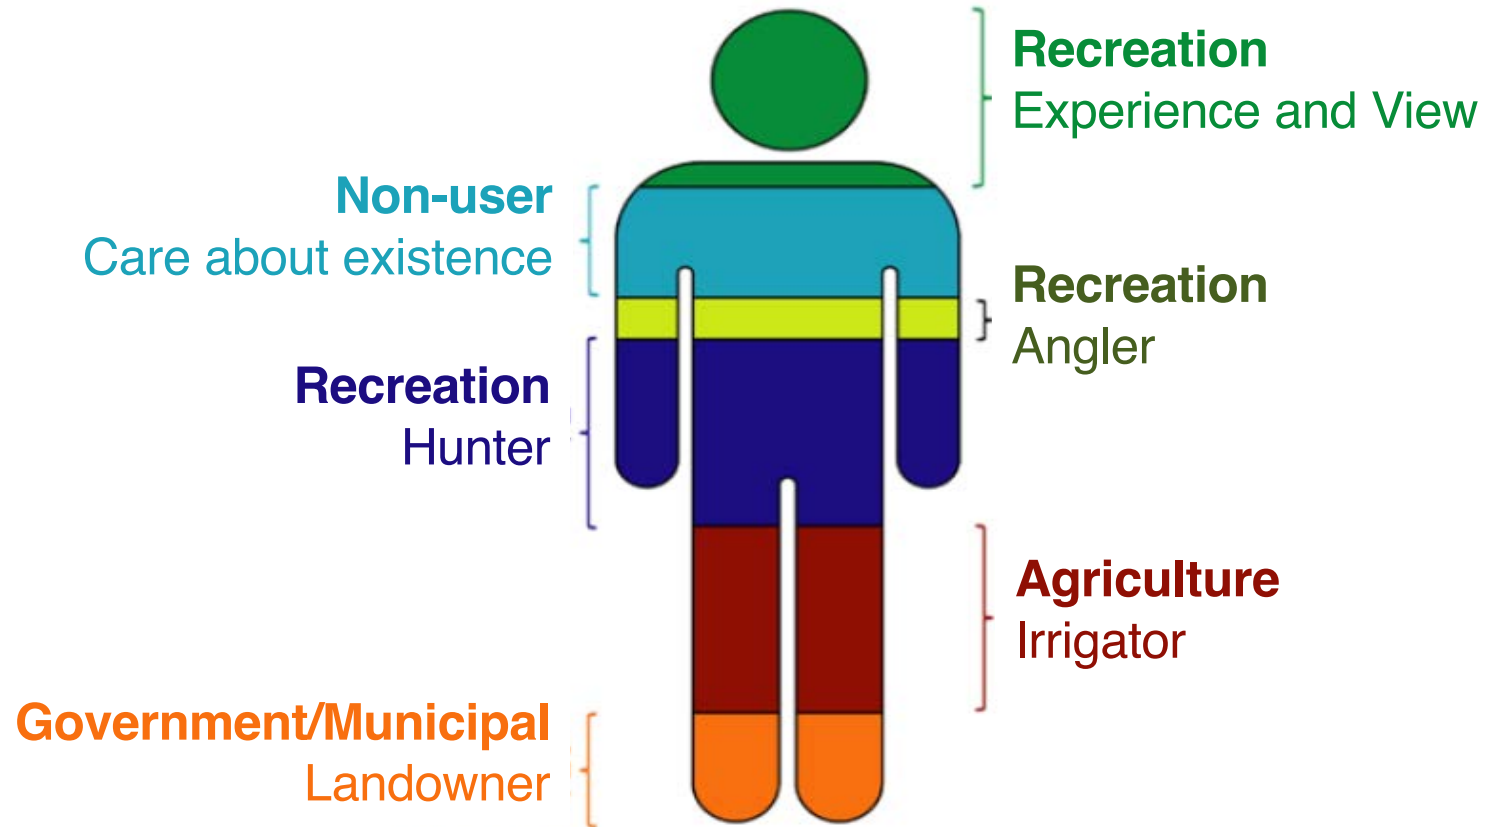 Recreation
Experience and View
Non-user
Care about existence
Recreation
Angler
Recreation
Hunter
Agriculture
Irrigator
Government/Municipal
Landowner